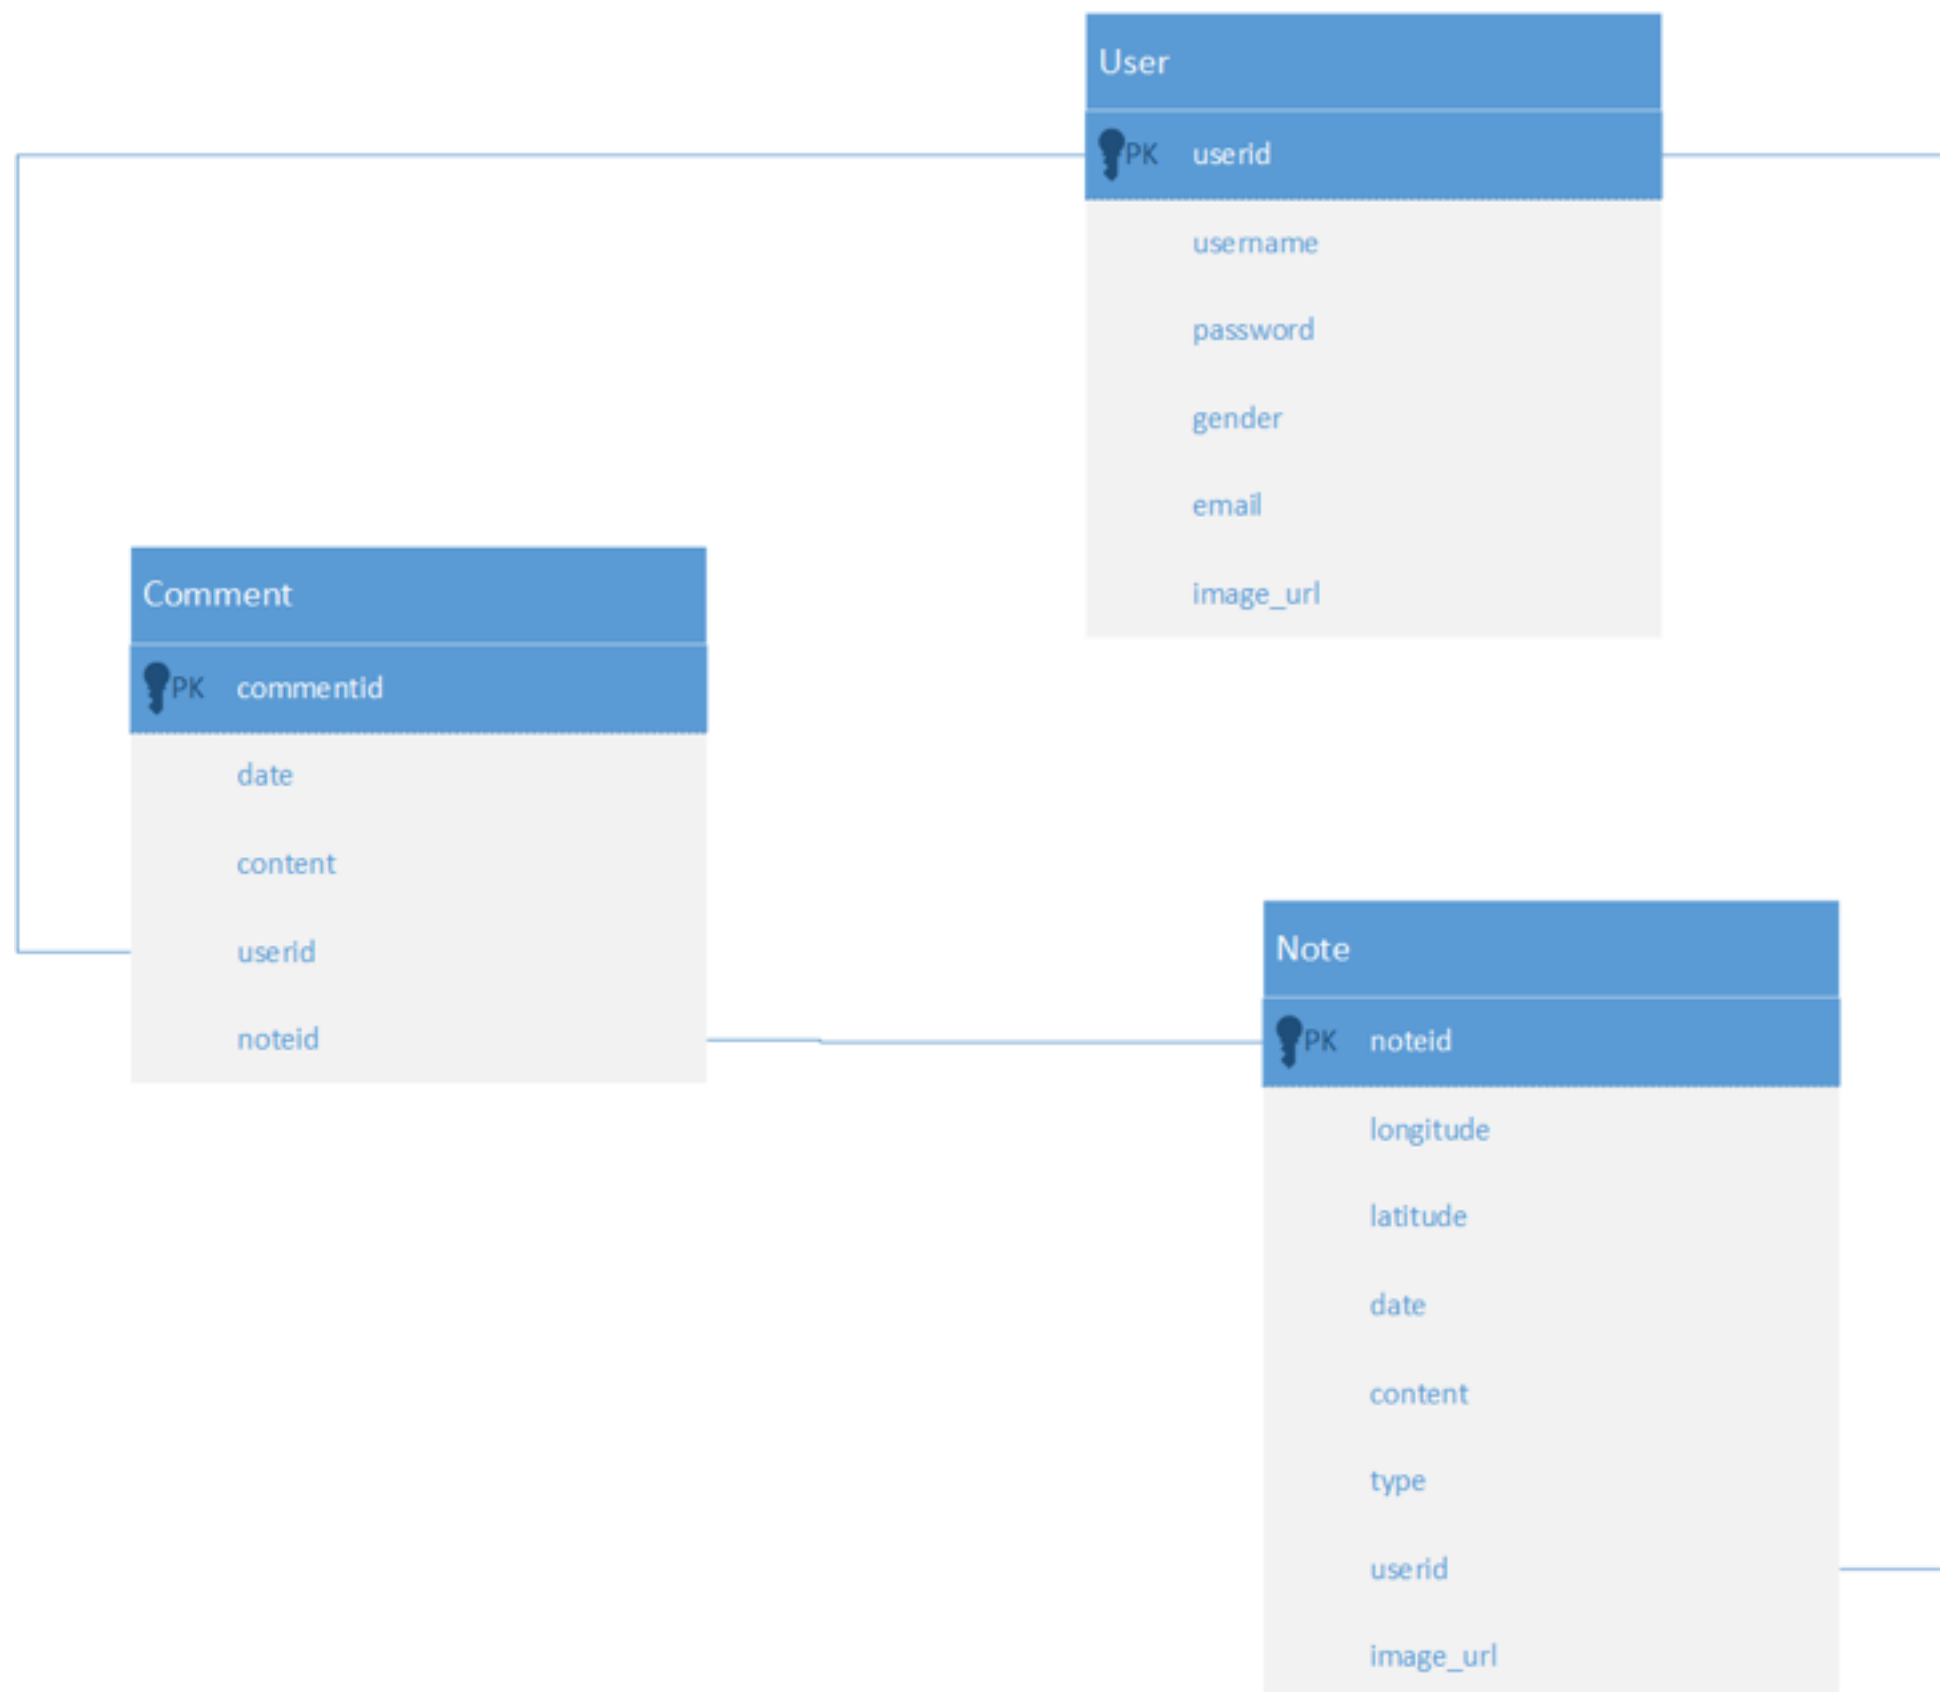 User
PK userid
username
password
gender
email
image_url
Comment
PK commentid
date
content
userid
noteid
Note
PK noteid
longitude
latitude
date
content
type
userid
image_url